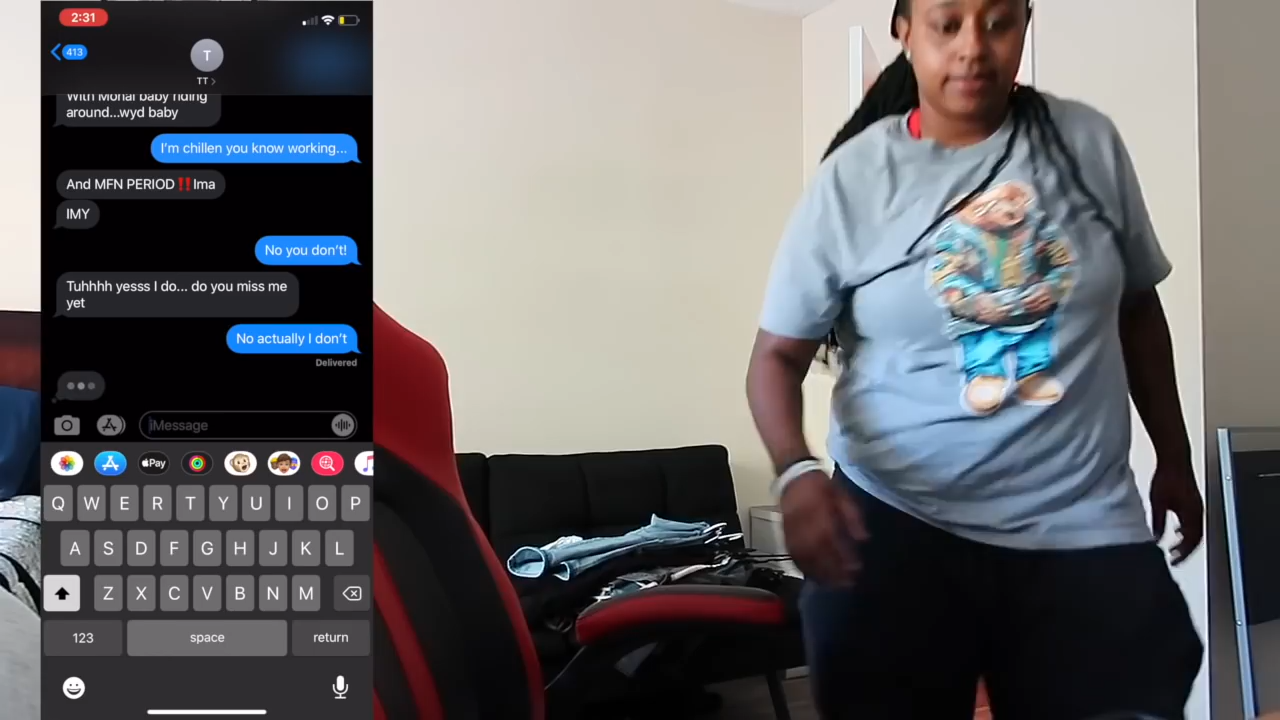 2:31
413
T
TT >
With Monai baby riding
around...wyd baby
I'm chillen you know working...
And MFN PERIOD‼️Ima
IMY
No you don't!
Tuhhhh yesss I do... do you miss me
yet
No actually I don't
Delivered
iMessage
Pay
Q W E R T Y U I O P
A S D F G H J K L
Z X C V B N M
123 space return